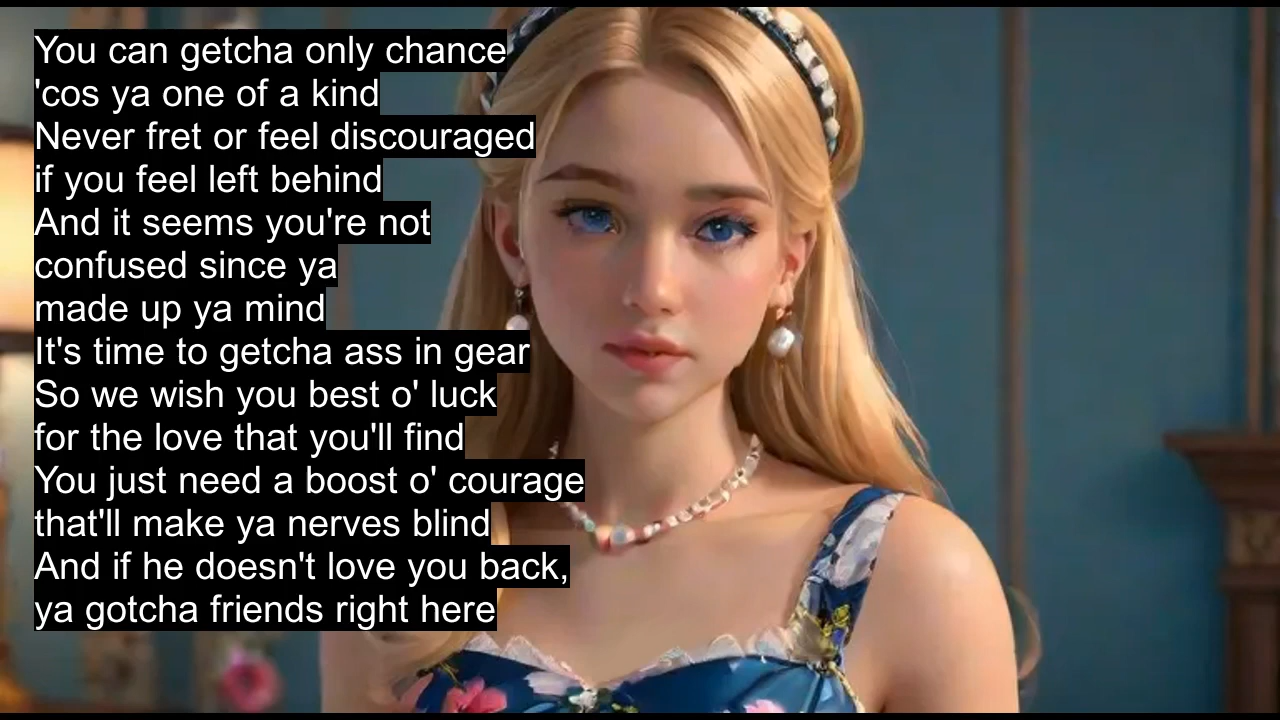 You can getcha only chance
'cos ya one of a kind
Never fret or feel discouraged
if you feel left behind
And it seems you're not
confused since ya
made up ya mind
It's time to getcha ass in gear
So we wish you best o' luck
for the love that you'll find
You just need a boost o' courage
that'll make ya nerves blind
And if he doesn't love you back,
ya gotcha friends right here